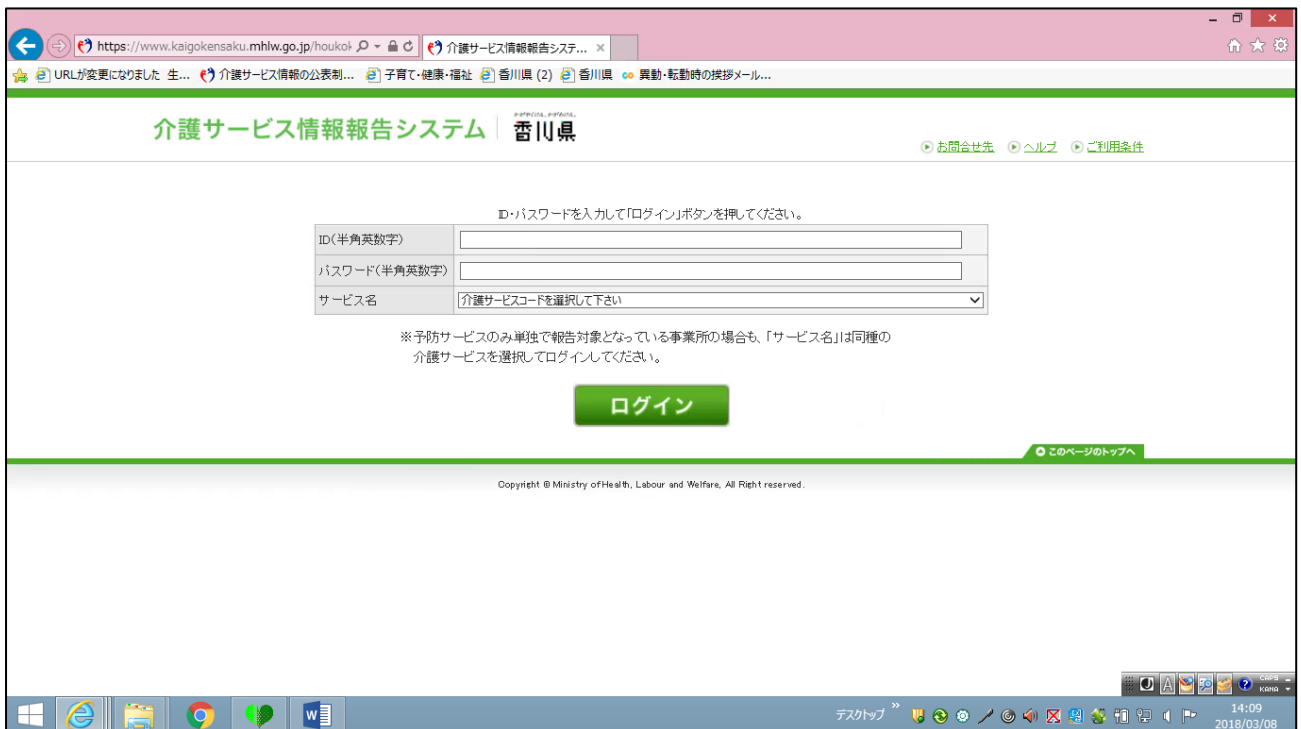 https://www.kaigokensaku.mhlw.go.jp/houkok
介護サービス情報報告システ...
URLが変更になりました 生... 介護サービス情報の公表制... 子育て・健康・福祉 香川県 (2) 香川県 異動・転勤時の挨拶メール...
介護サービス情報報告システム 香川県
お問合せ先 ヘルプ ご利用条件
ID・パスワードを入力して「ログイン」ボタンを押してください。
ID(半角英数字)
パスワード(半角英数字)
サービス名 介護サービスコードを選択して下さい
※予防サービスのみ単独で報告対象となっている事業所の場合も、「サービス名」は同種の
介護サービスを選択してログインしてください。
ログイン
このページのトップへ
Copyright © Ministry of Health, Labour and Welfare, All Right reserved.
A CAPS
KANA
デスクトップ 14:09
2018/03/08